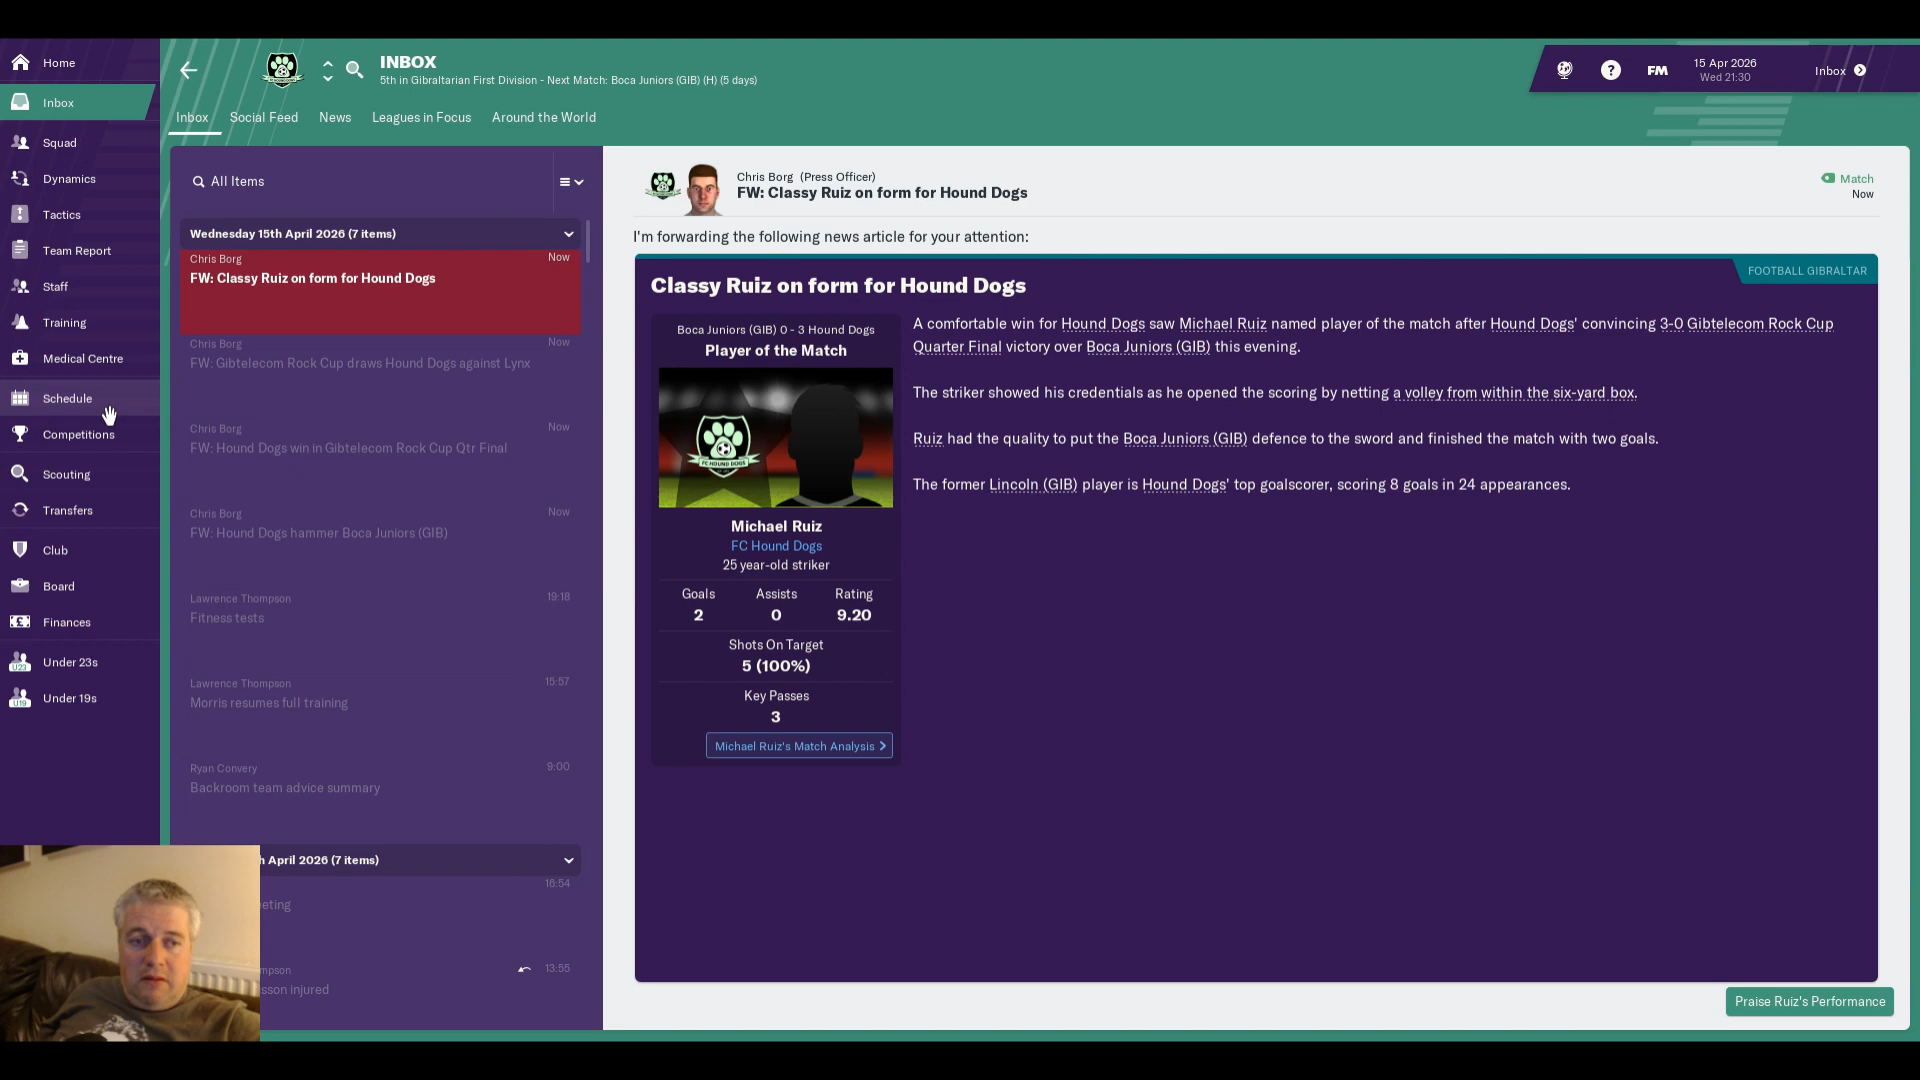 Home
Inbox
Squad
Dynamics
Tactics
Team Report
Staff
Training
Medical Centre
Schedule
Competitions
Scouting
Transfers
Club
Board
Finances
U23
Under 23s
U19
Under 19s
INBOX
5th in Gibraltarian First Division - Next Match: Boca Juniors (GIB) (H) (5 days)
?
FM
15 Apr 2026
Wed 21:30
Inbox
Inbox Social Feed News Leagues in Focus Around the World
All Items
Wednesday 15th April 2026 (7 items)
Chris Borg Now
FW: Classy Ruiz on form for Hound Dogs
Chris Borg Now
FW: Gibtelecom Rock Cup draws Hound Dogs against Lynx
Chris Borg Now
FW: Hound Dogs win in Gibtelecom Rock Cup Qtr Final
Chris Borg Now
FW: Hound Dogs hammer Boca Juniors (GIB)
Lawrence Thompson 19:18
Fitness tests
Lawrence Thompson 15:57
Morris resumes full training
Ryan Convery 9:00
Backroom team advice summary
h April 2026 (7 items)
16:54
eeting
mpson 13:55
sson injured
Chris Borg (Press Officer)
FW: Classy Ruiz on form for Hound Dogs
Match
Now
I'm forwarding the following news article for your attention:
FOOTBALL GIBRALTAR
Classy Ruiz on form for Hound Dogs
Boca Juniors (GIB) 0 - 3 Hound Dogs
Player of the Match
FC HOUND DOGS
Michael Ruiz
FC Hound Dogs
25 year-old striker
Goals Assists Rating
2 0 9.20
Shots On Target
5 (100%)
Key Passes
3
Michael Ruiz's Match Analysis
A comfortable win for Hound Dogs saw Michael Ruiz named player of the match after Hound Dogs' convincing 3-0 Gibtelecom Rock Cup
Quarter Final victory over Boca Juniors (GIB) this evening.
The striker showed his credentials as he opened the scoring by netting a volley from within the six-yard box.
Ruiz had the quality to put the Boca Juniors (GIB) defence to the sword and finished the match with two goals.
The former Lincoln (GIB) player is Hound Dogs' top goalscorer, scoring 8 goals in 24 appearances.
Praise Ruiz's Performance